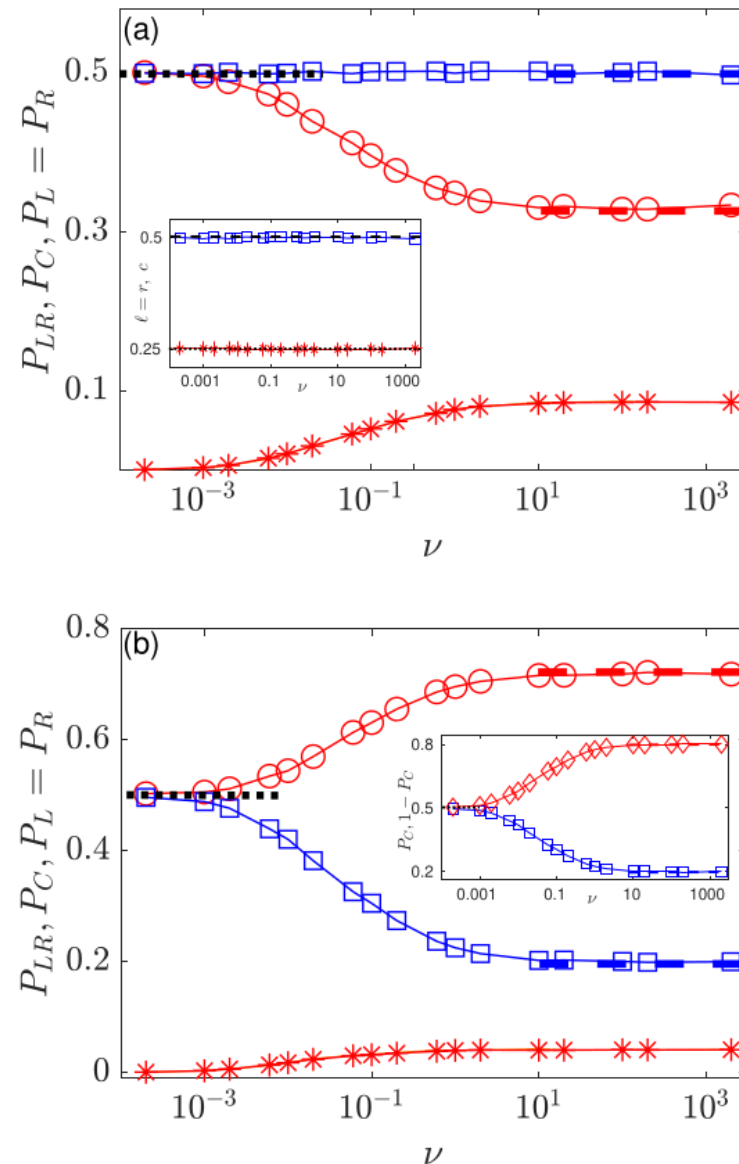 (a)
P_{LR}, P_C, P_L = P_R
0.5
0.3
0.1
ℓ = r, c
0.5
0.25
0.001 0.1 10 1000
ν
10^{-3} 10^{-1} 10^{1} 10^{3}
ν
(b)
P_{LR}, P_C, P_L = P_R
0.8
0.6
0.4
0.2
0
P_C, 1 − P_C
0.8
0.5
0.2
0.001 0.1 10 1000
ν
10^{-3} 10^{-1} 10^{1} 10^{3}
ν